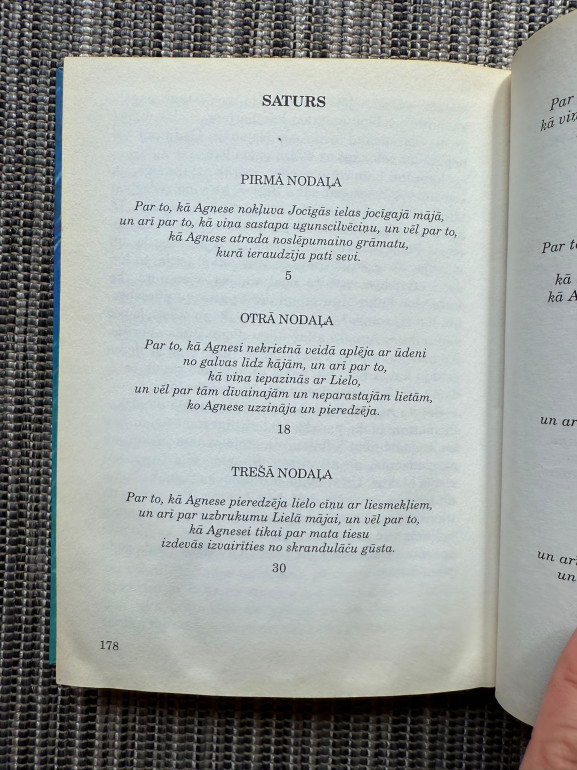 SATURS
PIRMĀ NODAĻA
Par to, kā Agnese nokļuva Jocīgās ielas jocīgajā mājā,
un arī par to, kā viņa sastapa ugunscilvēciņu, un vēl par to,
kā Agnese atrada noslēpumaino grāmatu,
kurā ieraudzīja pati sevi.
5
OTRĀ NODAĻA
Par to, kā Agnesi nekrietnā veidā aplēja ar ūdeni
no galvas līdz kājām, un arī par to,
kā viņa iepazinās ar Lielo,
un vēl par tām dīvainajām un neparastajām lietām,
ko Agnese uzzināja un pieredzēja.
18
TREŠĀ NODAĻA
Par to, kā Agnese pieredzēja lielo cīņu ar liesmekļiem,
un arī par uzbrukumu Lielā mājai, un vēl par to,
kā Agnesei tikai par mata tiesu
izdevās izvairīties no skrandulāču gūsta.
30
178
Par
kā
Par
kā
kā
un
un
un